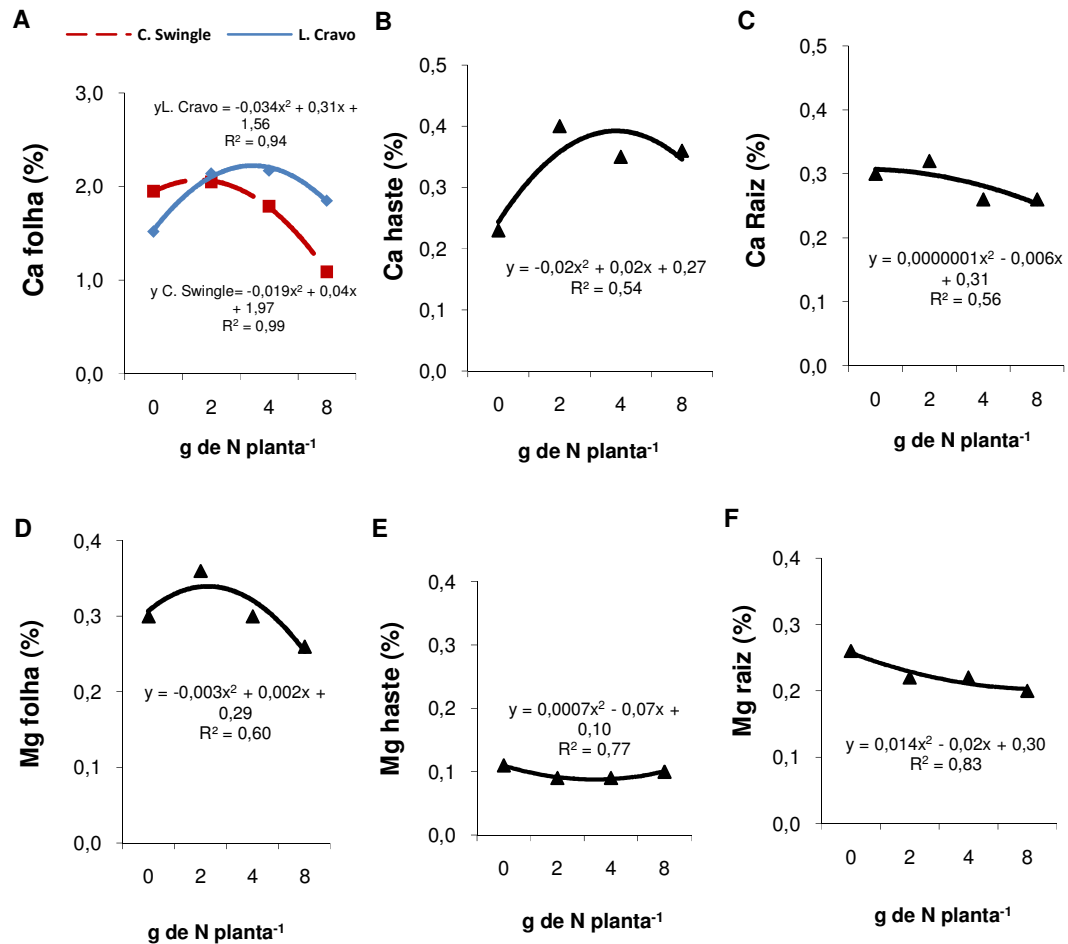 A
C. Swingle L. Cravo
Ca folha (%)
3,0
2,0
1,0
0,0
yL. Cravo = -0,034x² + 0,31x +
1,56
R² = 0,94
y C. Swingle= -0,019x² + 0,04x
+ 1,97
R² = 0,99
0 2 4 8
g de N planta⁻¹
B
Ca haste (%)
0,5
0,4
0,3
0,2
0,1
0,0
y = -0,02x² + 0,02x + 0,27
R² = 0,54
0 2 4 8
g de N planta⁻¹
C
Ca Raiz (%)
0,5
0,4
0,3
0,2
0,1
0,0
y = 0,0000001x² - 0,006x
+ 0,31
R² = 0,56
0 2 4 8
g de N planta⁻¹
D
Mg folha (%)
0,4
0,3
0,2
0,1
0,0
y = -0,003x² + 0,002x +
0,29
R² = 0,60
0 2 4 8
g de N planta⁻¹
E
Mg haste (%)
0,4
0,3
0,2
0,1
0,0
y = 0,0007x² - 0,07x +
0,10
R² = 0,77
0 2 4 8
g de N planta⁻¹
F
Mg raiz (%)
0,4
0,3
0,2
0,1
0,0
y = 0,014x² - 0,02x + 0,30
R² = 0,83
0 2 4 8
g de N planta⁻¹